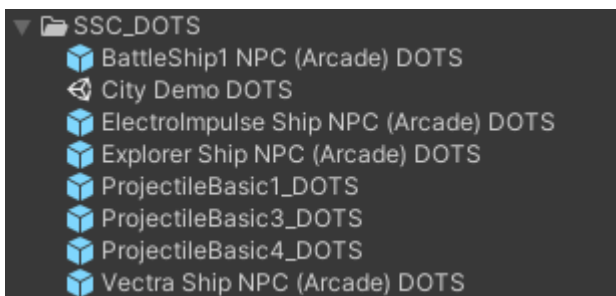 SSC_DOTS
BattleShip1 NPC (Arcade) DOTS
City Demo DOTS
ElectroImpulse Ship NPC (Arcade) DOTS
Explorer Ship NPC (Arcade) DOTS
ProjectileBasic1_DOTS
ProjectileBasic3_DOTS
ProjectileBasic4_DOTS
Vectra Ship NPC (Arcade) DOTS